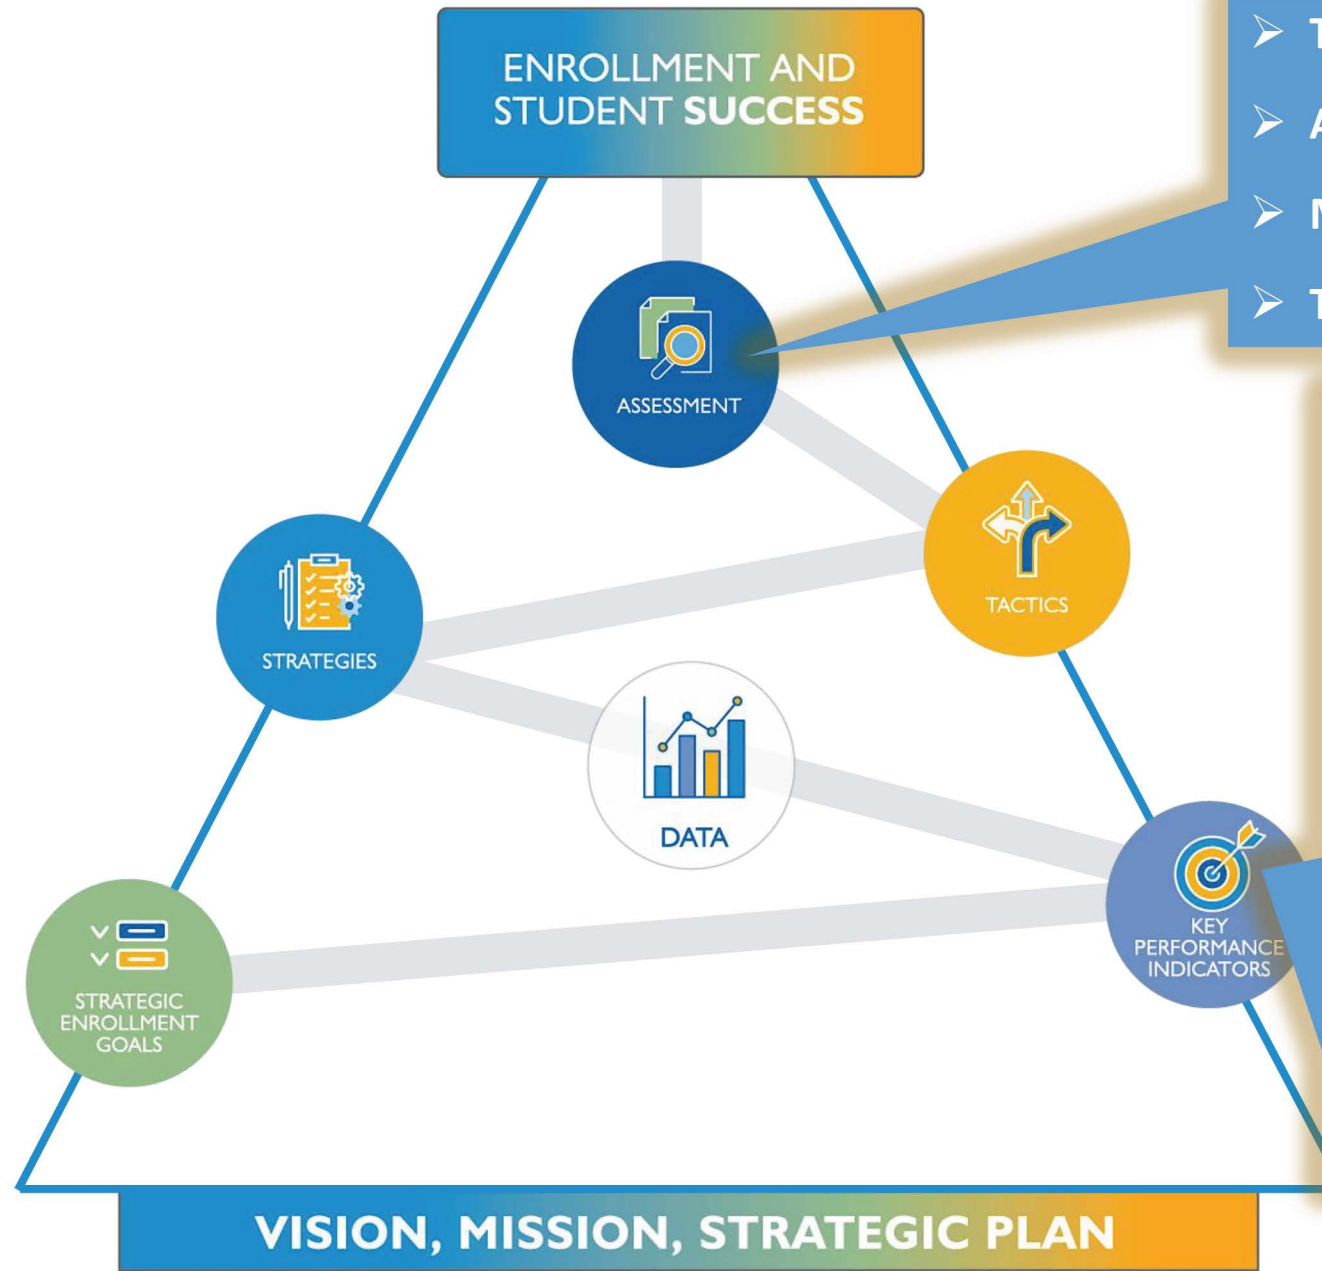 ENROLLMENT AND
STUDENT SUCCESS
ASSESSMENT
TACTICS
STRATEGIES
DATA
KEY
PERFORMANCE
INDICATORS
STRATEGIC
ENROLLMENT
GOALS
VISION, MISSION, STRATEGIC PLAN